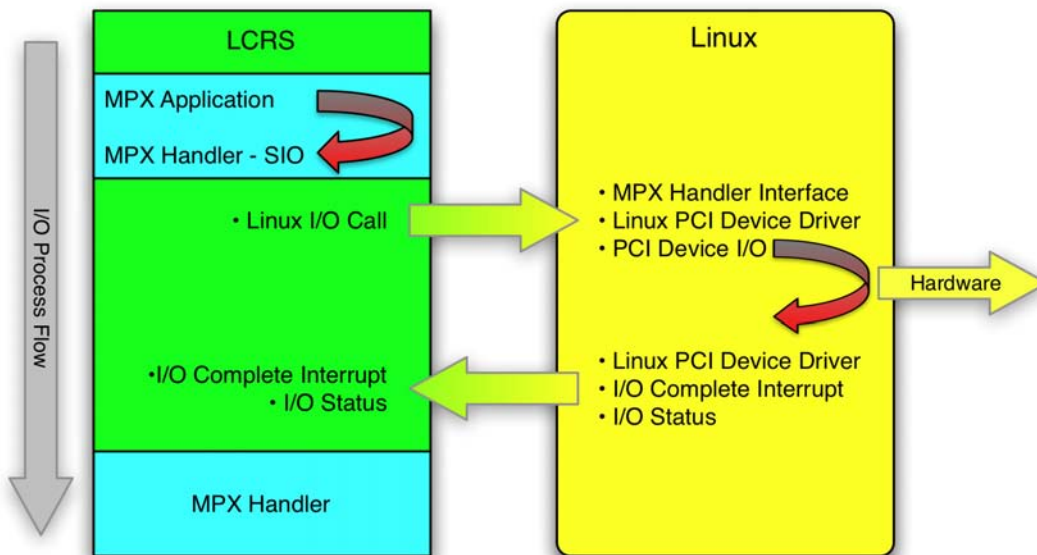 I/O Process Flow
LCRS
MPX Application
MPX Handler - SIO
• Linux I/O Call
•I/O Complete Interrupt
• I/O Status
MPX Handler
Linux
• MPX Handler Interface
• Linux PCI Device Driver
• PCI Device I/O
Hardware
• Linux PCI Device Driver
• I/O Complete Interrupt
• I/O Status